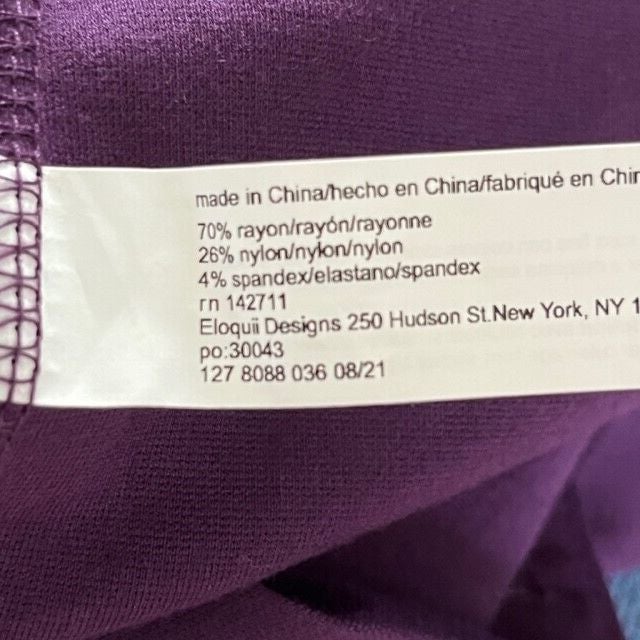 made in China/hecho en China/fabriqué en Chin
70% rayon/rayón/rayonne
26% nylon/nylon/nylon
4% spandex/elastano/spandex
rn 142711
Eloquii Designs 250 Hudson St.New York, NY 1
po:30043
127 8088 036 08/21